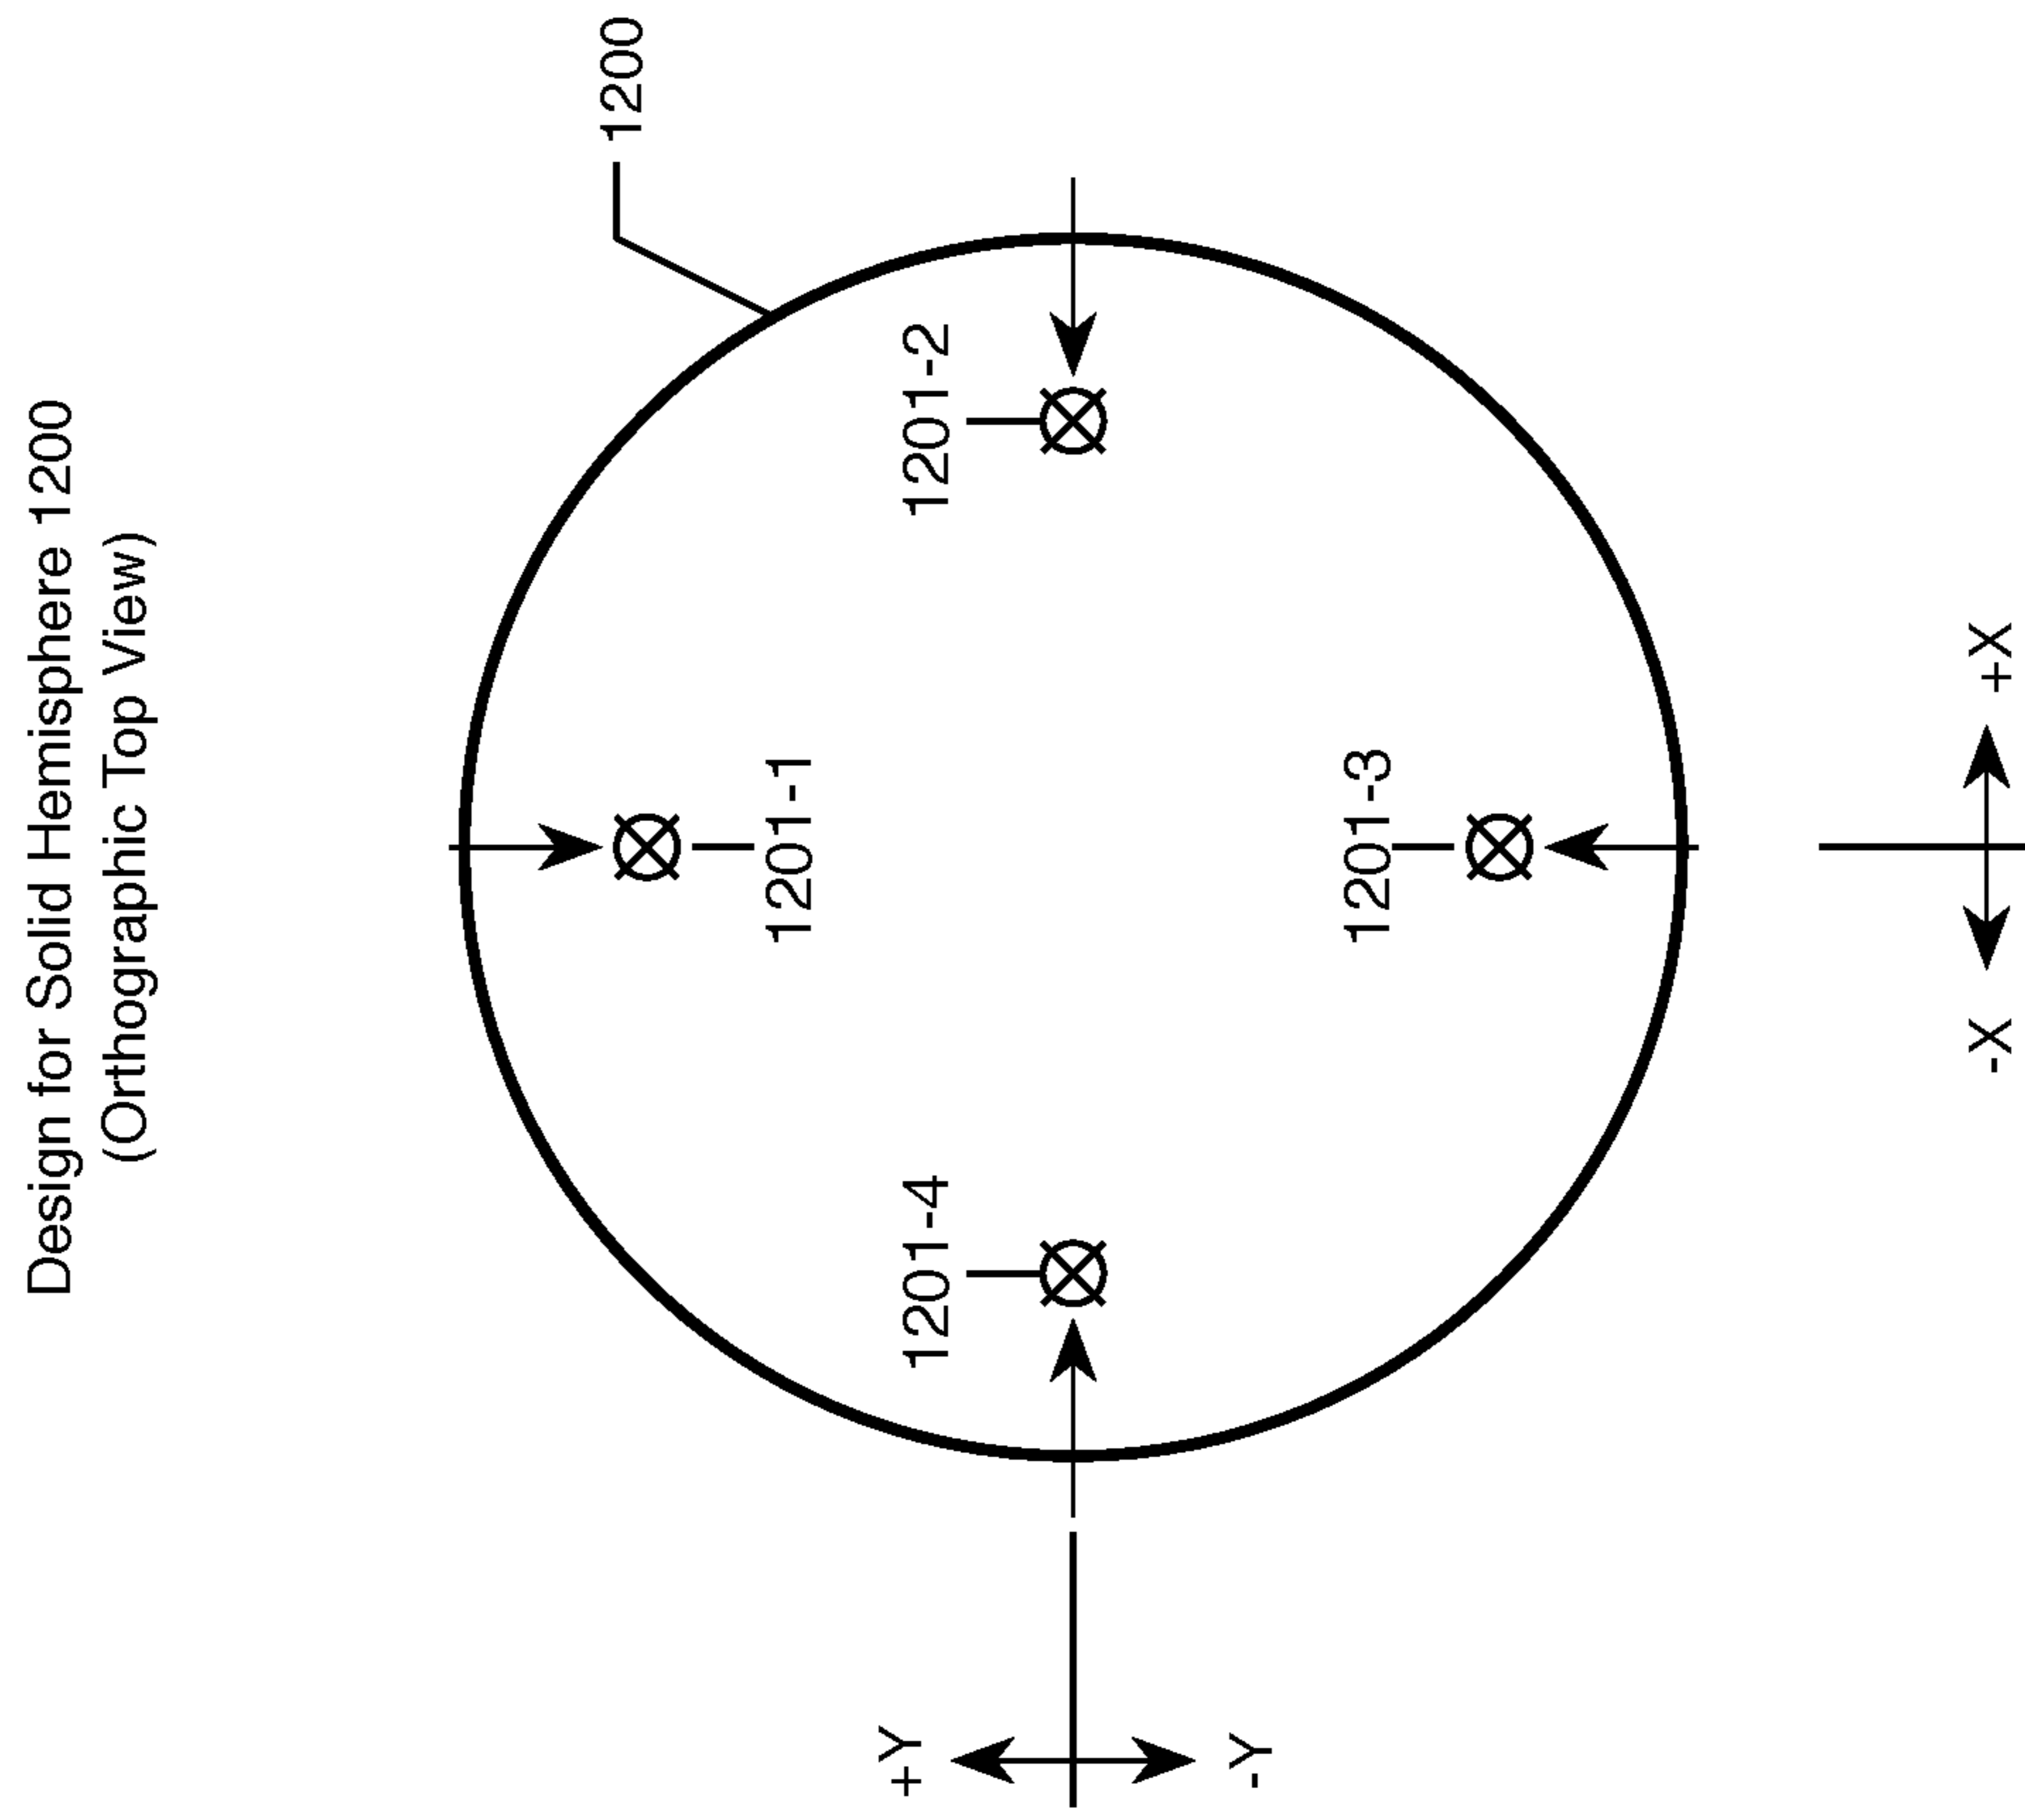 Design for Solid Hemisphere 1200
(Orthographic Top View)
1200
1201-1
1201-4
1201-2
1201-3
+Y
-Y
-X
+X